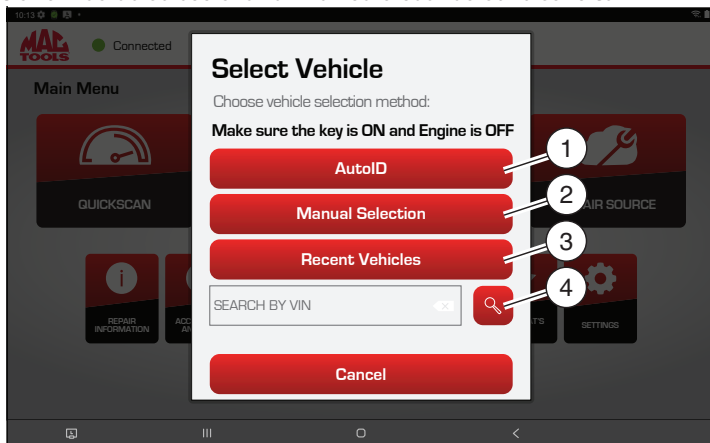 10:13
MAC
TOOLS
Connected
Main Menu
Select Vehicle
Choose vehicle selection method:
Make sure the key is ON and Engine is OFF
AutoID
1
Manual Selection
2
Recent Vehicles
3
SEARCH BY VIN
4
Cancel
QUICKSCAN
AIR SOURCE
REPAIR
INFORMATION
ACC
AN
T'S
SETTINGS